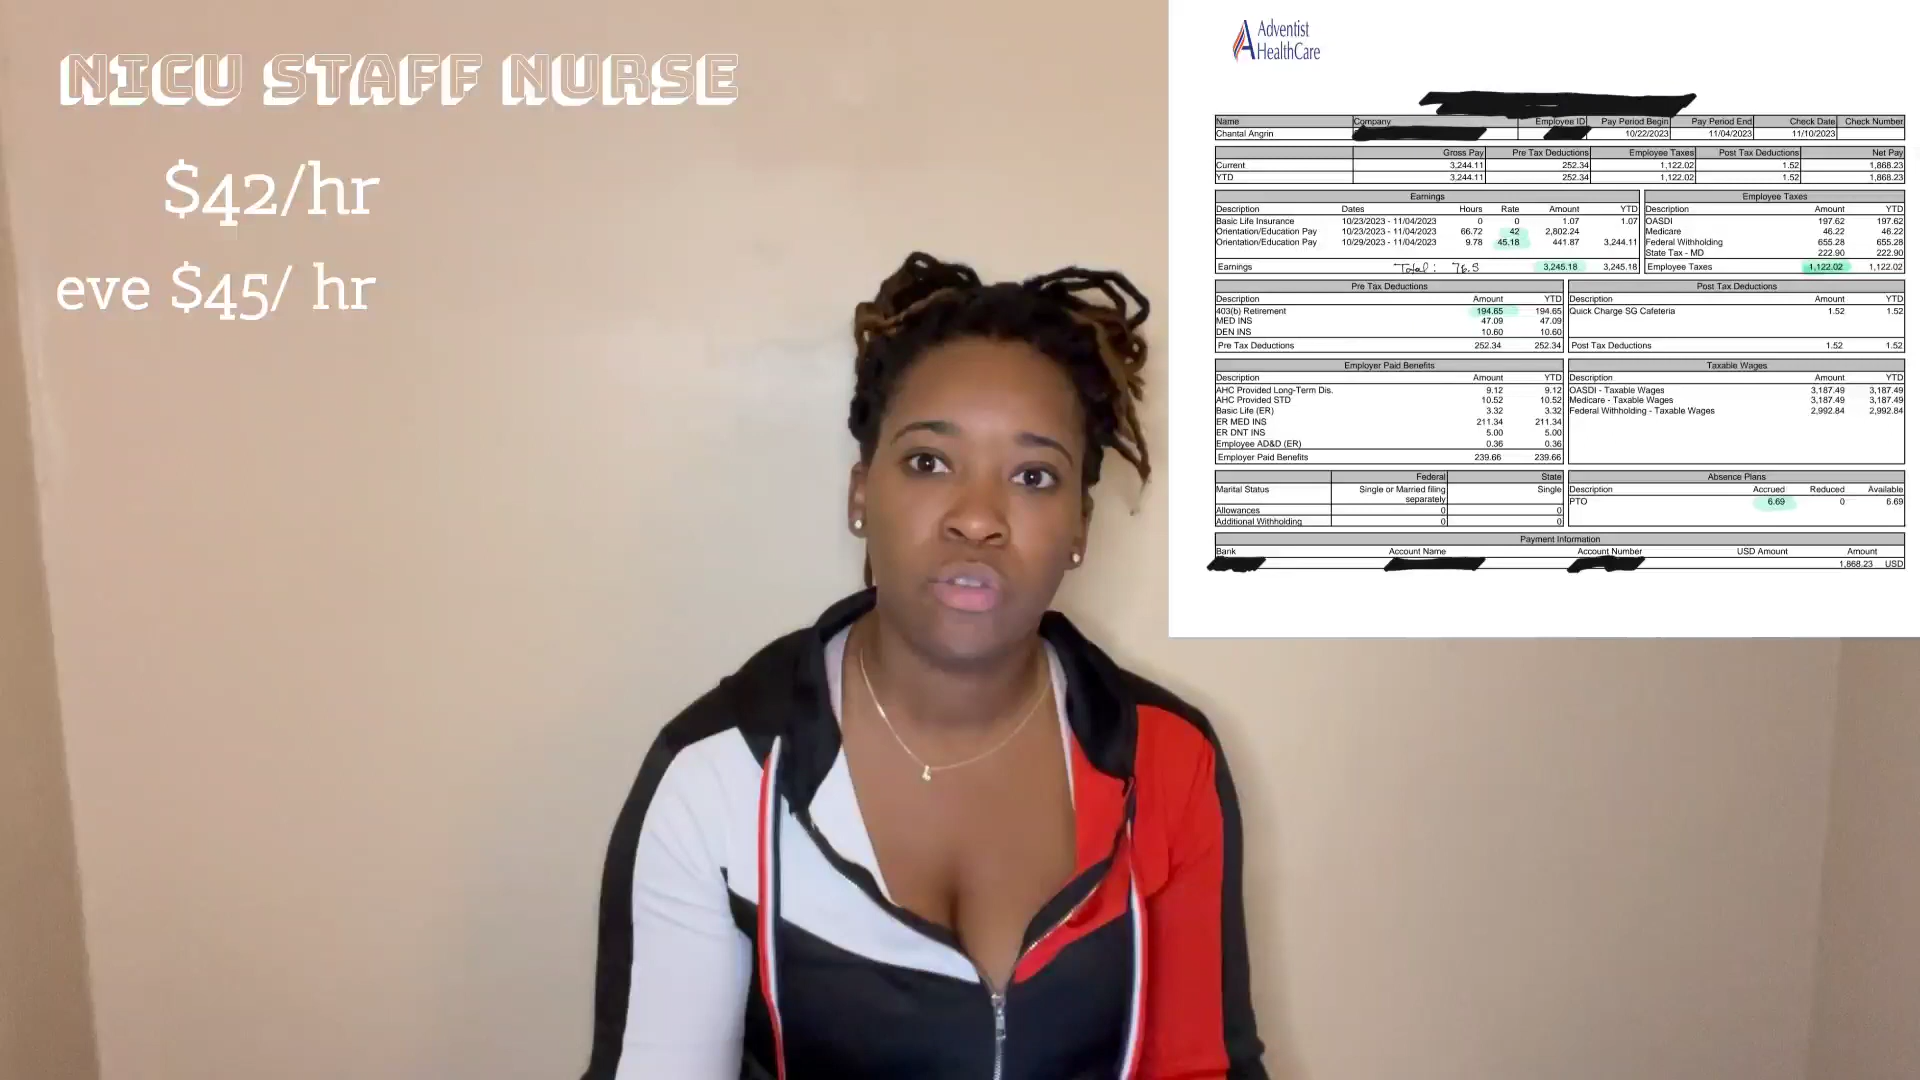 NICU STAFF NURSE
$42/hr
eve $45/ hr
Adventist
HealthCare
Name Company Employee ID Pay Period Begin Pay Period End Check Date Check Number
Chantal Angrin 10/22/2023 11/04/2023 11/10/2023
Gross Pay Pre Tax Deductions Employee Taxes Post Tax Deductions Net Pay
Current 3,244.11 252.34 1,122.02 1.52 1,868.23
YTD 3,244.11 252.34 1,122.02 1.52 1,868.23
Earnings
Description Dates Hours Rate Amount YTD
Basic Life Insurance 10/23/2023 - 11/04/2023 0 0 1.07 1.07
Orientation/Education Pay 10/23/2023 - 11/04/2023 66.72 42 2,802.24
Orientation/Education Pay 10/29/2023 - 11/04/2023 9.78 45.18 441.87 3,244.11
Total: 76.5
Earnings 3,245.18 3,245.18
Employee Taxes
Description Amount YTD
OASDI 197.62 197.62
Medicare 46.22 46.22
Federal Withholding 655.28 655.28
State Tax - MD 222.90 222.90
Employee Taxes 1,122.02 1,122.02
Pre Tax Deductions
Description Amount YTD
403(b) Retirement 194.65 194.65
MED INS 47.09 47.09
DEN INS 10.60 10.60
Pre Tax Deductions 252.34 252.34
Post Tax Deductions
Description Amount YTD
Quick Charge SG Cafeteria 1.52 1.52
Post Tax Deductions 1.52 1.52
Employer Paid Benefits
Description Amount YTD
AHC Provided Long-Term Dis. 9.12 9.12
AHC Provided STD 10.52 10.52
Basic Life (ER) 3.32 3.32
ER MED INS 211.34 211.34
ER DNT INS 5.00 5.00
Employee AD&D (ER) 0.36 0.36
Employer Paid Benefits 239.66 239.66
Taxable Wages
Description Amount YTD
OASDI - Taxable Wages 3,187.49 3,187.49
Medicare - Taxable Wages 3,187.49 3,187.49
Federal Withholding - Taxable Wages 2,992.84 2,992.84
Federal State
Marital Status Single or Married filing separately Single
Allowances 0 0
Additional Withholding 0 0
Absence Plans
Description Accrued Reduced Available
PTO 6.69 0 6.69
Payment Information
Bank Account Name Account Number USD Amount Amount
1,868.23 USD